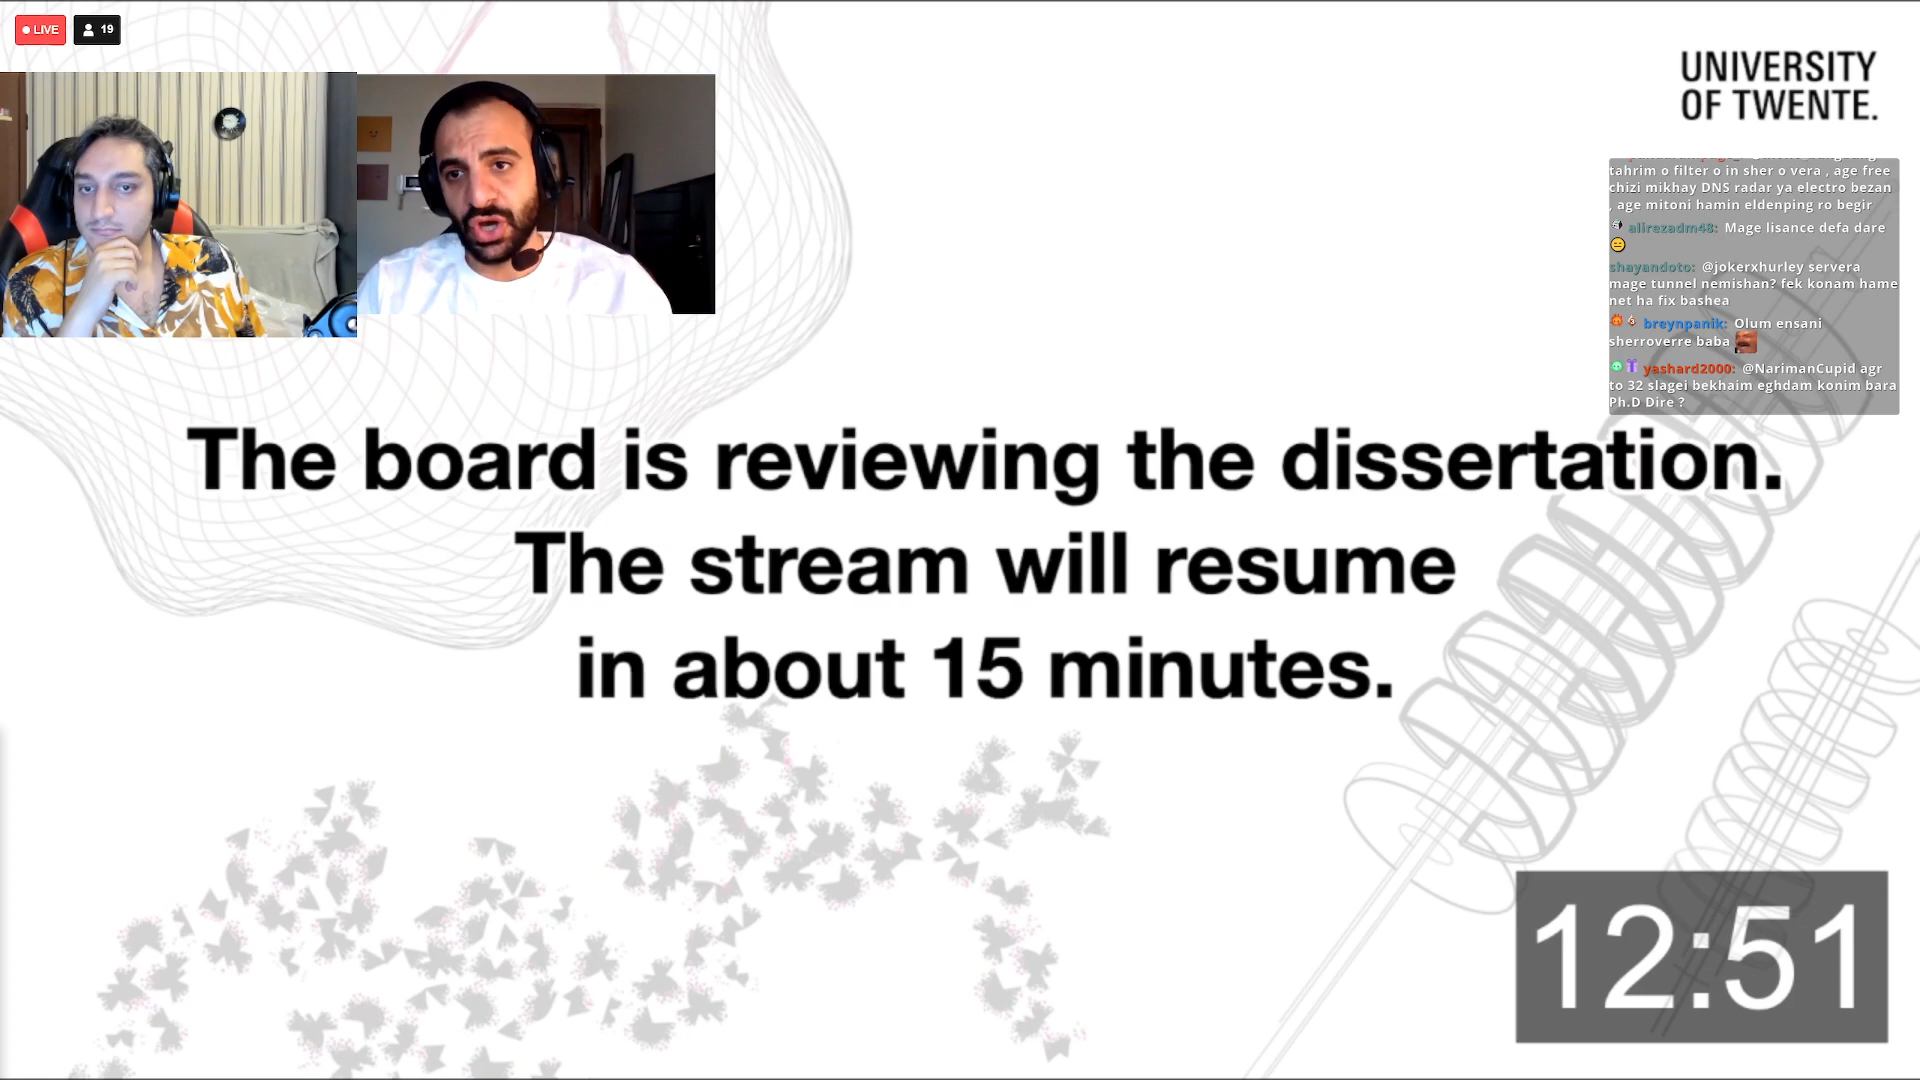 LIVE
19
UNIVERSITY
OF TWENTE.
tahrim o filter o in sher o vera , age free
chizi mikhay DNS radar ya electro bezan
, age mitoni hamin eldenping ro begir
alirezadm48: Mage lisance defa dare
shayandoto: @jokerxhurley servera
mage tunnel nemishan? fek konam hame
net ha fix bashea
breynpanik: Olum ensani
sherroverre baba
yashard2000: @NarimanCupid agr
to 32 slagei bekhaim eghdam konim bara
Ph.D Dire ?
The board is reviewing the dissertation.
The stream will resume
in about 15 minutes.
12:51